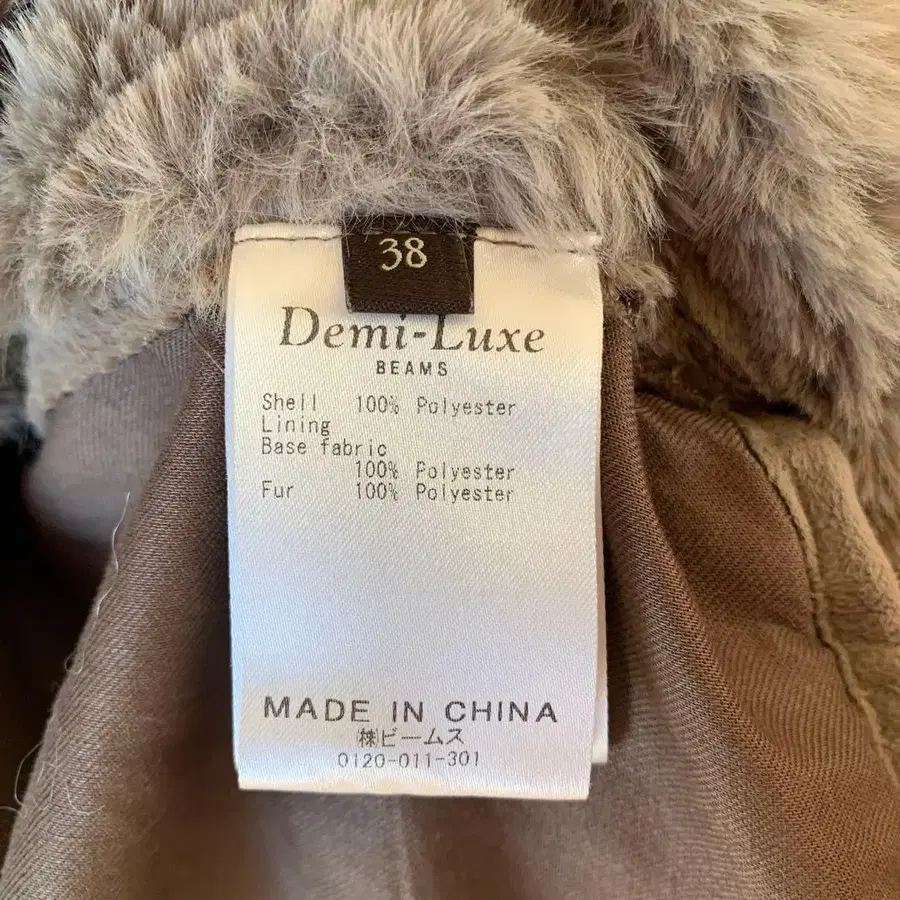 38
Demi-Luxe
BEAMS
Shell 100% Polyester
Lining
Base fabric
100% Polyester
Fur 100% Polyester
MADE IN CHINA
㈱ビームス
0120-011-301